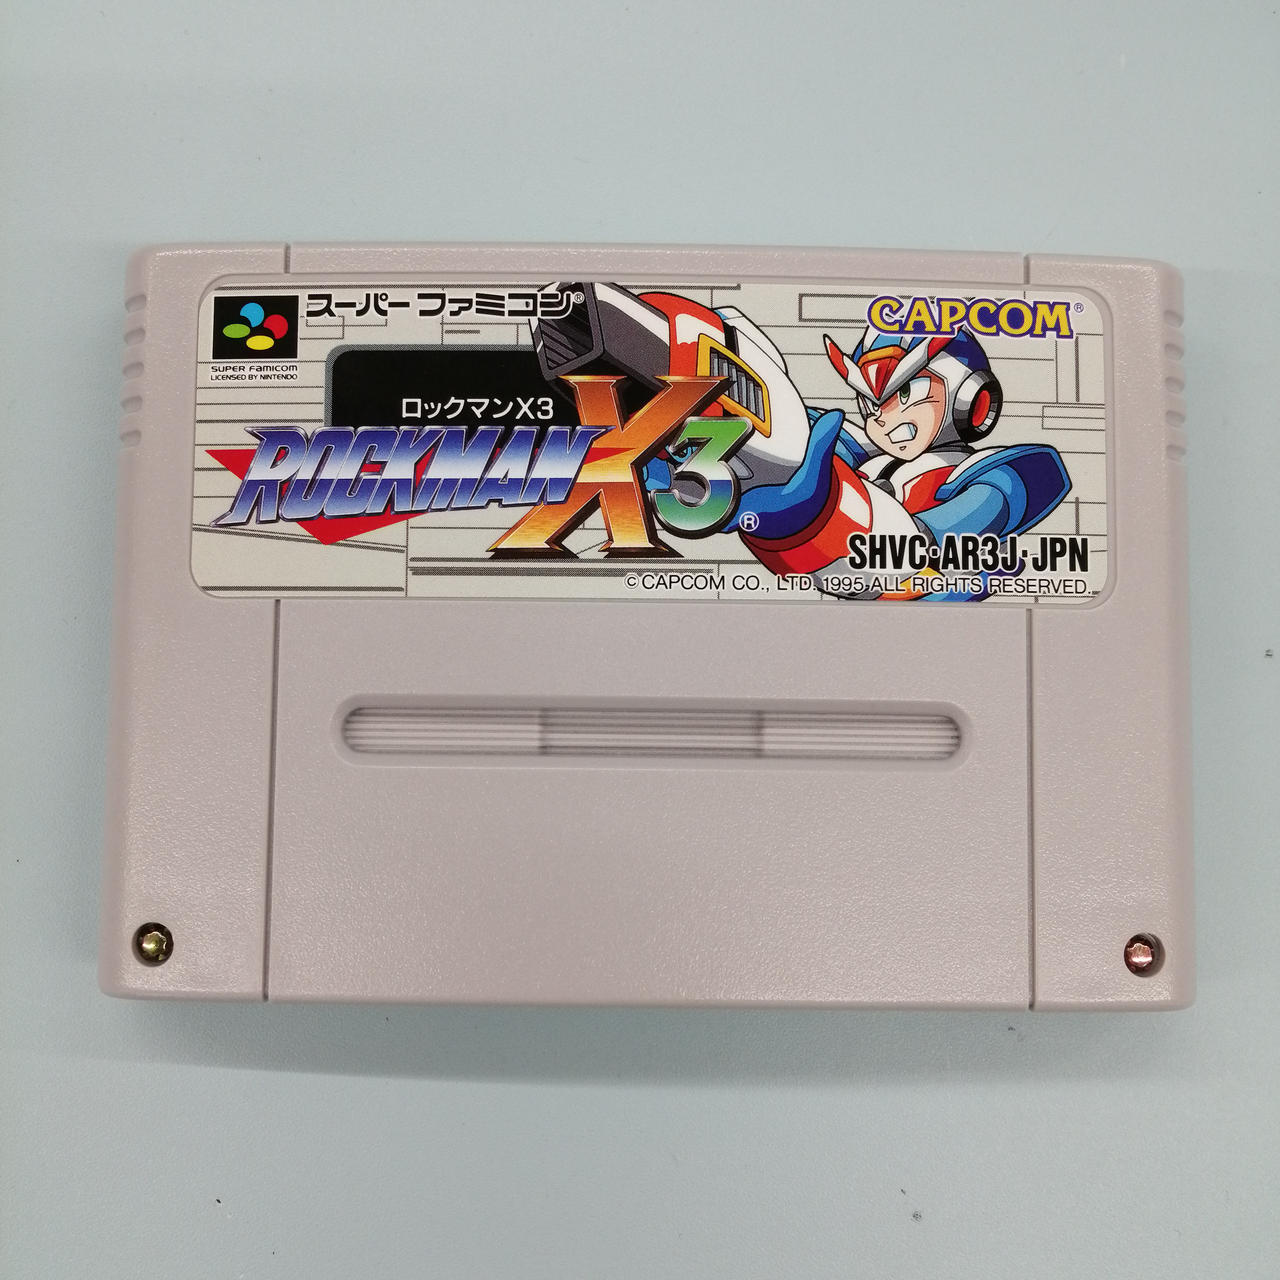 スーパーファミコン®
CAPCOM®
SUPER FAMICOM
LICENSED BY NINTENDO
ロックマンX3
ROCKMAN X3®
SHVC-AR3J-JPN
©CAPCOM CO., LTD. 1995 ALL RIGHTS RESERVED.